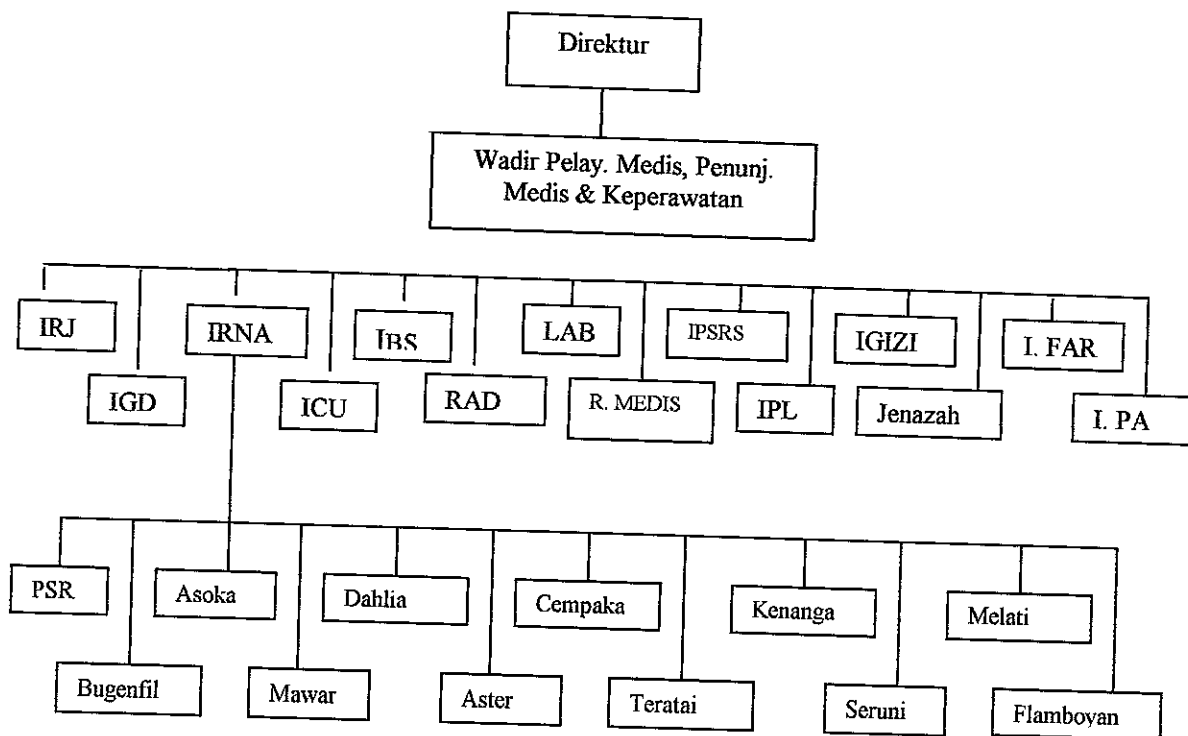 Direktur
Wadir Pelay. Medis, Penunj.
Medis & Keperawatan
IRJ
IRNA
IBS
LAB
IPSRS
IGIZI
I. FAR
IGD
ICU
RAD
R. MEDIS
IPL
Jenazah
I. PA
PSR
Asoka
Dahlia
Cempaka
Kenanga
Melati
Bugenfil
Mawar
Aster
Teratai
Seruni
Flamboyan